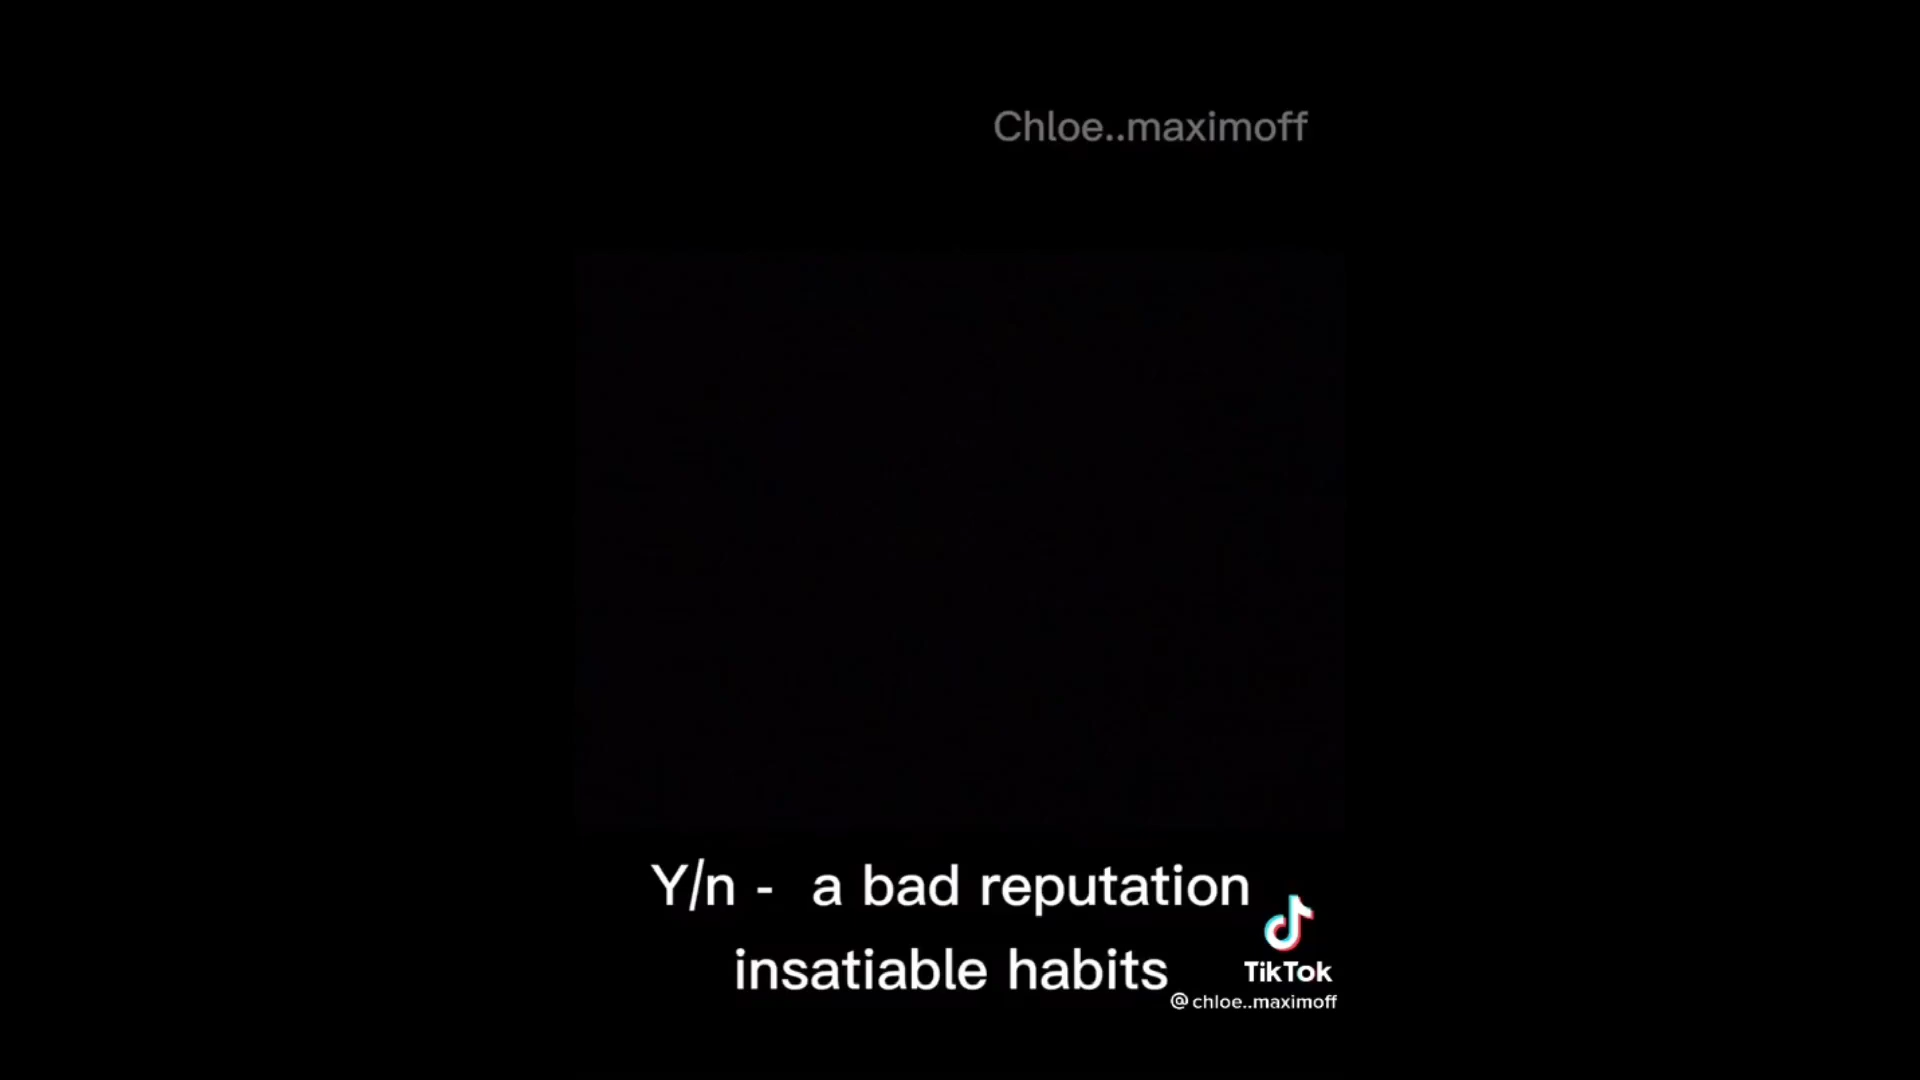 Chloe..maximoff
Y/n -  a bad reputation
insatiable habits
TikTok
@chloe..maximoff